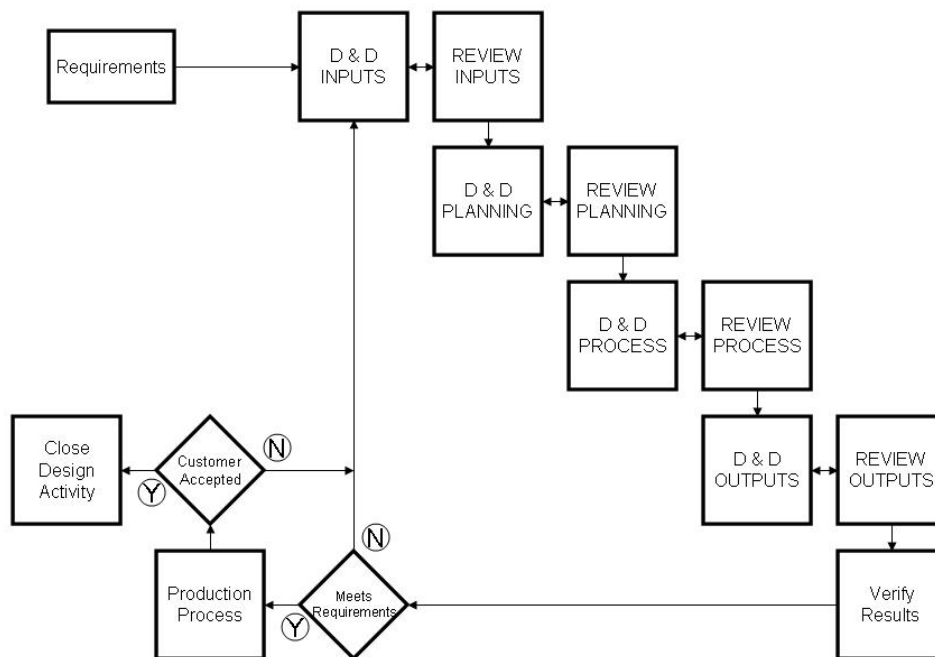 Requirements
D & D
INPUTS
REVIEW
INPUTS
D & D
PLANNING
REVIEW
PLANNING
D & D
PROCESS
REVIEW
PROCESS
Close
Design
Activity
Y
Customer
Accepted
N
D & D
OUTPUTS
REVIEW
OUTPUTS
Production
Process
Y
Meets
Requirements
N
Verify
Results